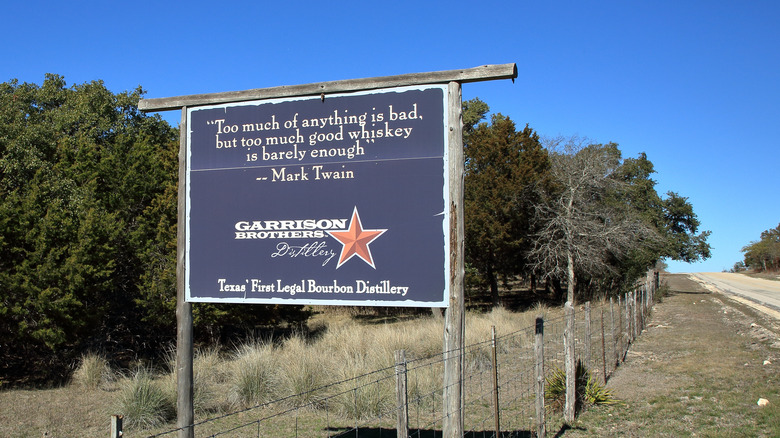 "Too much of anything is bad,
but too much good whiskey
is barely enough"
-- Mark Twain
GARRISON
BROTHERS
Distillery
Texas' First Legal Bourbon Distillery